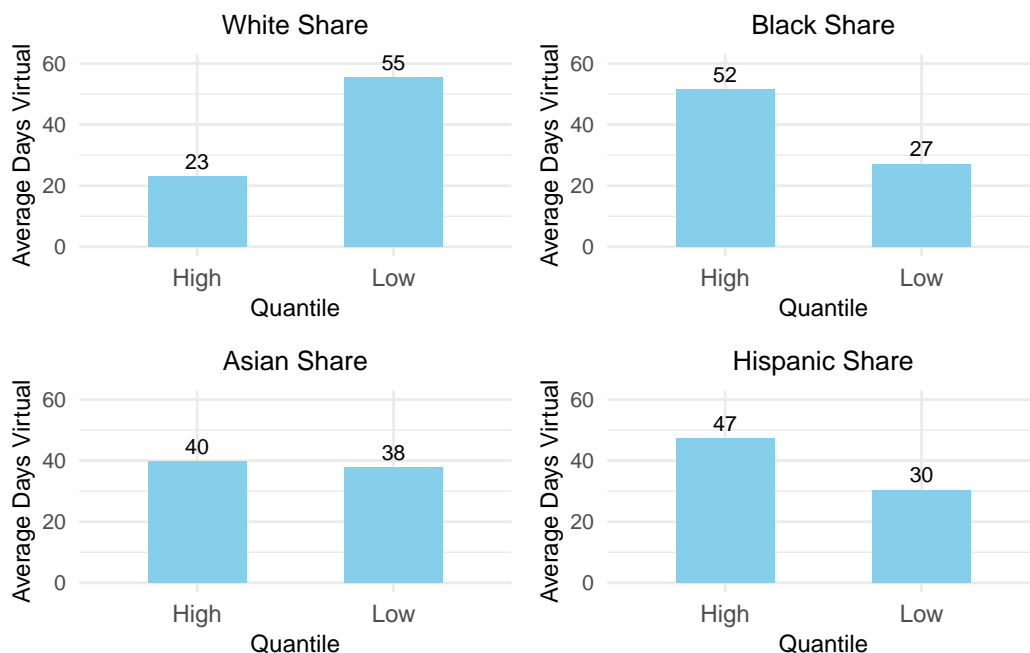 White Share
Average Days Virtual
60
40
20
0
23
55
High
Low
Quantile
Black Share
Average Days Virtual
60
40
20
0
52
27
High
Low
Quantile
Asian Share
Average Days Virtual
60
40
20
0
40
38
High
Low
Quantile
Hispanic Share
Average Days Virtual
60
40
20
0
47
30
High
Low
Quantile